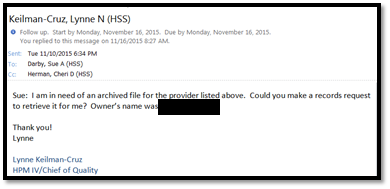 Keilman-Cruz, Lynne N (HSS)
Follow up. Start by Monday, November 16, 2015. Due by Monday, November 16, 2015.
You replied to this message on 11/16/2015 8:27 AM.
Sent: Tue 11/10/2015 6:34 PM
To: Darby, Sue A (HSS)
Cc: Herman, Cheri D (HSS)
Sue: I am in need of an archived file for the provider listed above. Could you make a records request
to retrieve it for me? Owner's name was
Thank you!
Lynne
Lynne Keilman-Cruz
HPM IV/Chief of Quality